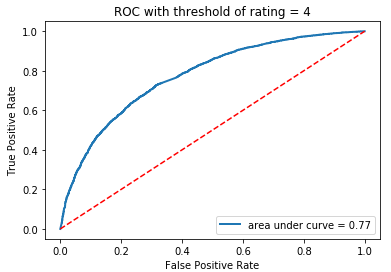 ROC with threshold of rating = 4
True Positive Rate
1.0
0.8
0.6
0.4
0.2
0.0
area under curve = 0.77
0.0 0.2 0.4 0.6 0.8 1.0
False Positive Rate